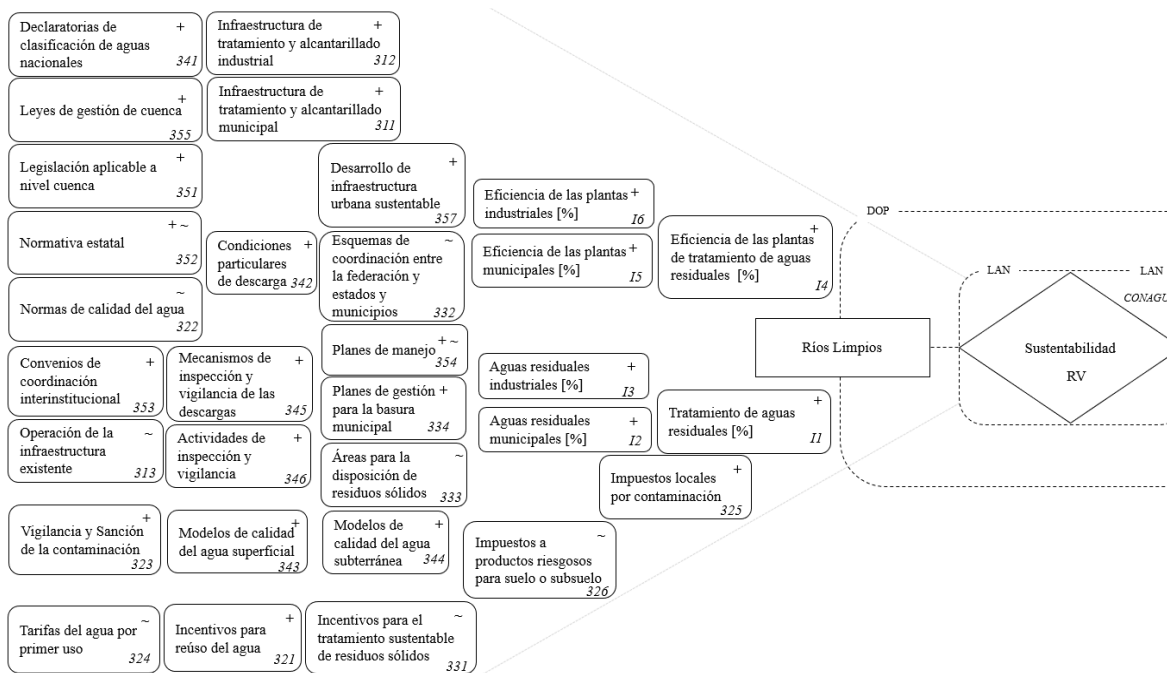 Declaratorias de +
clasificación de aguas
nacionales 341
Infraestructura de +
tratamiento y alcantarillado
industrial 312
Leyes de gestión de cuenca +
355
Infraestructura de +
tratamiento y alcantarillado
municipal 311
Legislación aplicable a +
nivel cuenca
351
Desarrollo de +
infraestructura
urbana sustentable
357
Eficiencia de las plantas +
industriales [%]
I6
Normativa estatal + ~
352
Condiciones +
particulares
de descarga 342
Esquemas de ~
coordinación entre
la federación y
estados y
municipios 332
Eficiencia de las plantas +
municipales [%]
I5
Eficiencia de las plantas +
de tratamiento de aguas
residuales [%]
I4
Normas de calidad del agua ~
322
Planes de manejo + ~
354
Convenios de +
coordinación
interinstitucional
353
Mecanismos de +
inspección y
vigilancia de las
descargas 345
Planes de gestión +
para la basura
municipal 334
Aguas residuales +
industriales [%]
I3
Aguas residuales +
municipales [%] I2
Tratamiento de aguas +
residuales [%]
I1
Operación de la ~
infraestructura
existente 313
Actividades de +
inspección y
vigilancia 346
Áreas para la ~
disposición de
residuos sólidos
333
Impuestos locales +
por contaminación
325
Vigilancia y Sanción +
de la contaminación
323
Modelos de calidad +
del agua superficial
343
Modelos de +
calidad del agua
subterránea 344
Impuestos a ~
productos riesgosos
para suelo o subsuelo
326
Tarifas del agua por ~
primer uso
324
Incentivos para +
reúso del agua
321
Incentivos para el ~
tratamiento sustentable
de residuos sólidos
331
DOP
LAN
LAN
CONAGU
Ríos Limpios
Sustentabilidad
RV